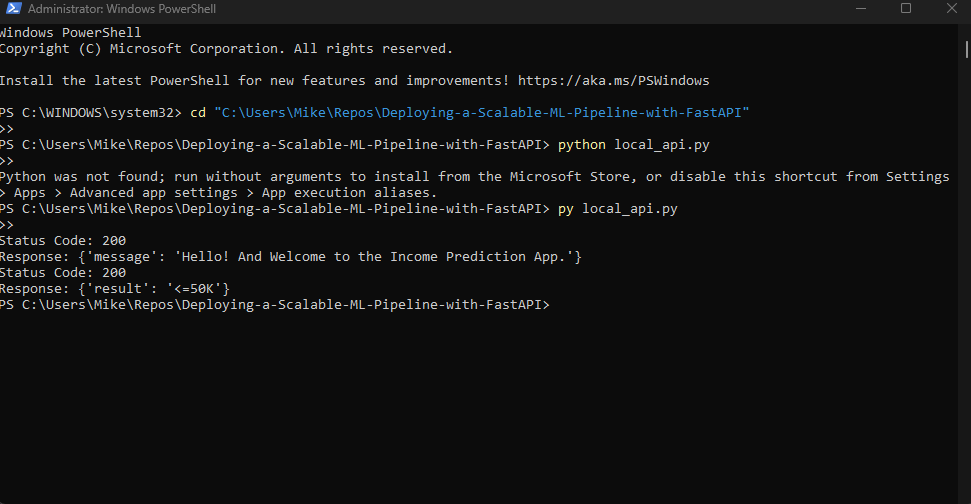 Administrator: Windows PowerShell
Windows PowerShell
Copyright (C) Microsoft Corporation. All rights reserved.
Install the latest PowerShell for new features and improvements! https://aka.ms/PSWindows
PS C:\WINDOWS\system32> cd "C:\Users\Mike\Repos\Deploying-a-Scalable-ML-Pipeline-with-FastAPI"
>>
PS C:\Users\Mike\Repos\Deploying-a-Scalable-ML-Pipeline-with-FastAPI> python local_api.py
>>
Python was not found; run without arguments to install from the Microsoft Store, or disable this shortcut from Settings
> Apps > Advanced app settings > App execution aliases.
PS C:\Users\Mike\Repos\Deploying-a-Scalable-ML-Pipeline-with-FastAPI> py local_api.py
>>
Status Code: 200
Response: {'message': 'Hello! And Welcome to the Income Prediction App.'}
Status Code: 200
Response: {'result': '<=50K'}
PS C:\Users\Mike\Repos\Deploying-a-Scalable-ML-Pipeline-with-FastAPI>